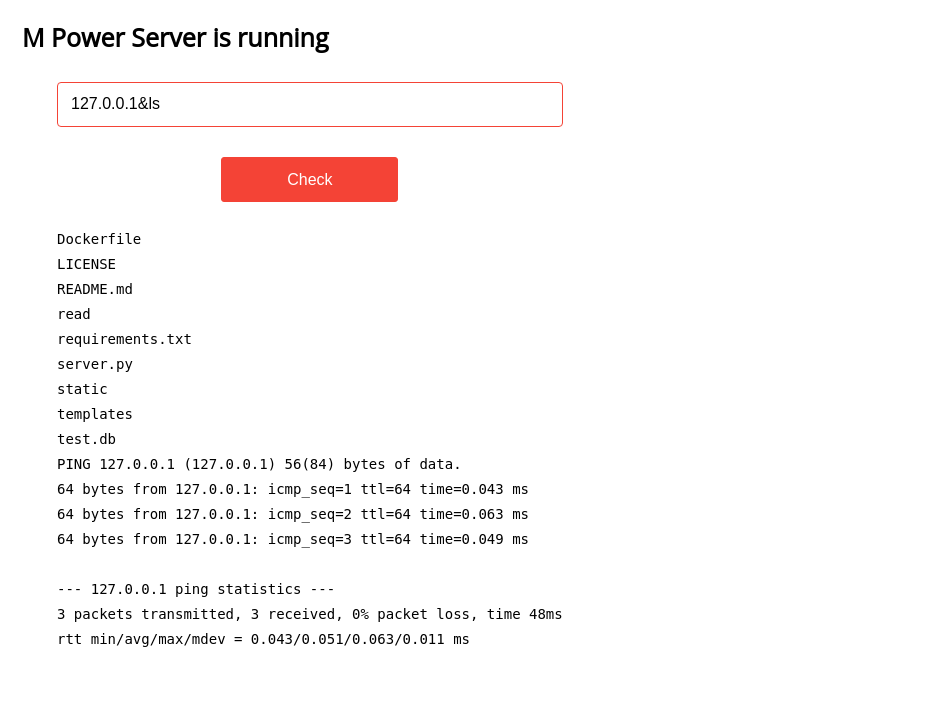 M Power Server is running
127.0.0.1&ls
Check
Dockerfile
LICENSE
README.md
read
requirements.txt
server.py
static
templates
test.db
PING 127.0.0.1 (127.0.0.1) 56(84) bytes of data.
64 bytes from 127.0.0.1: icmp_seq=1 ttl=64 time=0.043 ms
64 bytes from 127.0.0.1: icmp_seq=2 ttl=64 time=0.063 ms
64 bytes from 127.0.0.1: icmp_seq=3 ttl=64 time=0.049 ms
--- 127.0.0.1 ping statistics ---
3 packets transmitted, 3 received, 0% packet loss, time 48ms
rtt min/avg/max/mdev = 0.043/0.051/0.063/0.011 ms